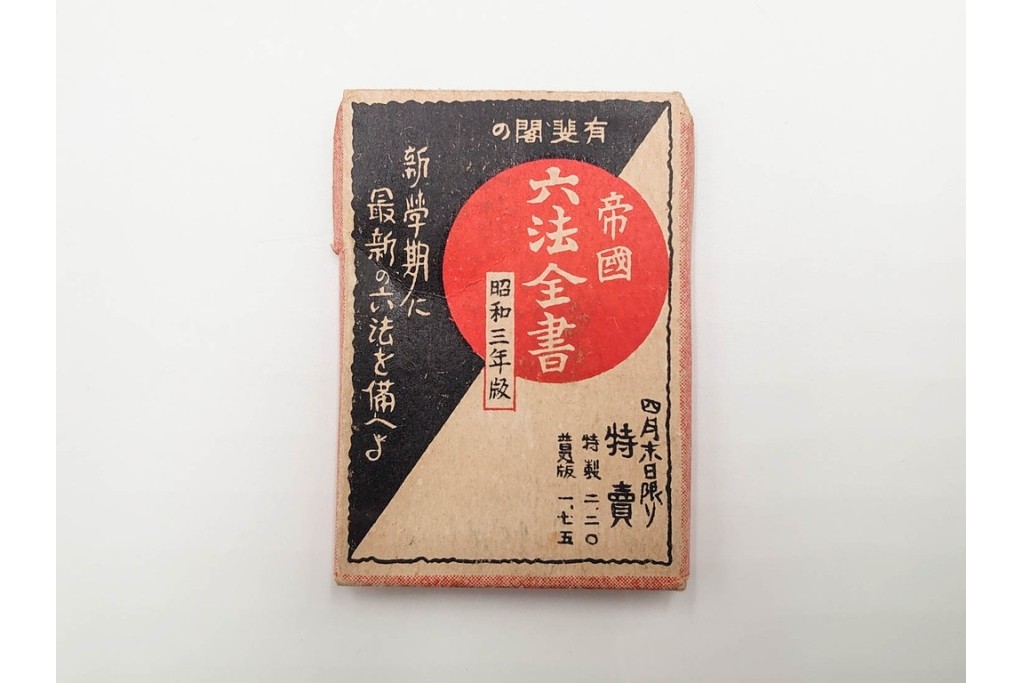 有斐閣の
帝國
六法全書
昭和三年版
新學期に
最新の六法を備へよ
四月末日限り
特賣
特製 二、二〇
普及版 一、七五